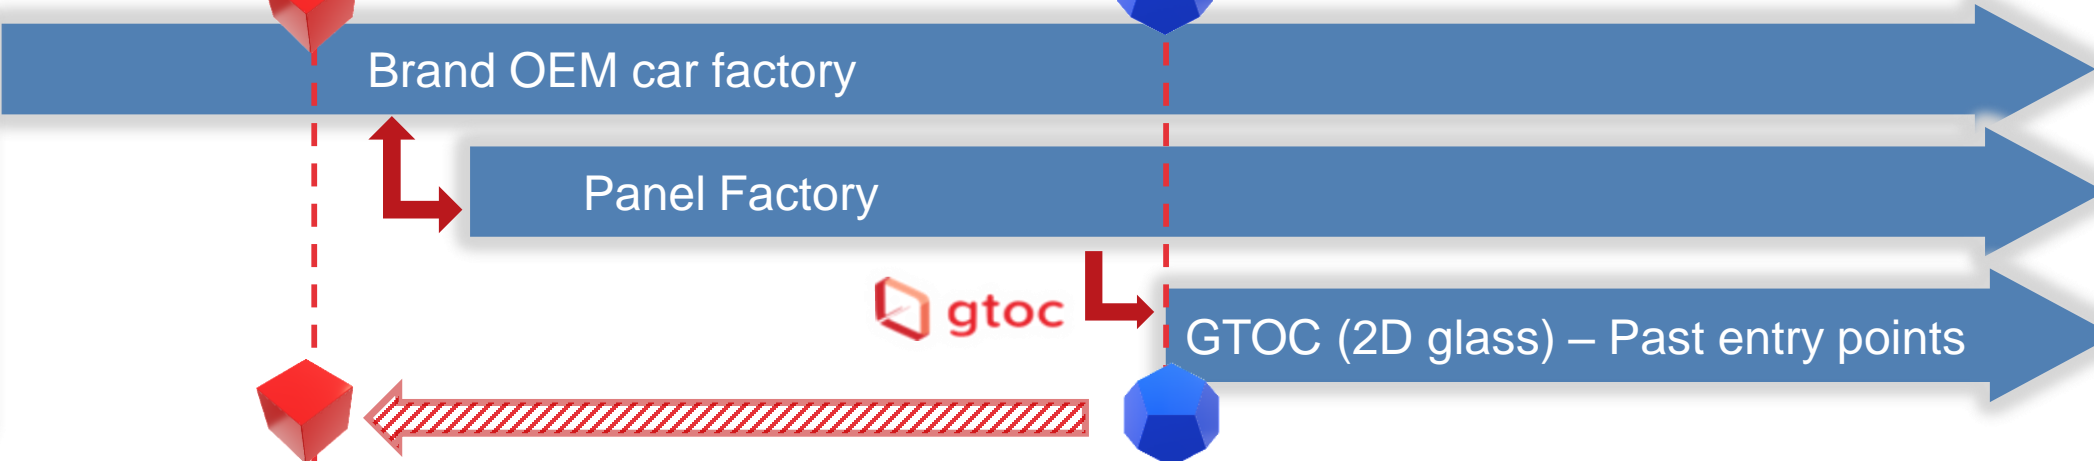 Brand OEM car factory
Panel Factory
gtoc
GTOC (2D glass) – Past entry points